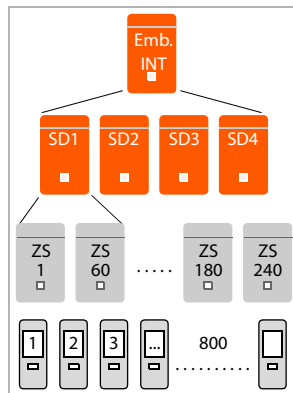 Emb.
INT
SD1 SD2 SD3 SD4
ZS ZS ZS ZS
1 60 ..... 180 240
1 2 3 ... 800
..........